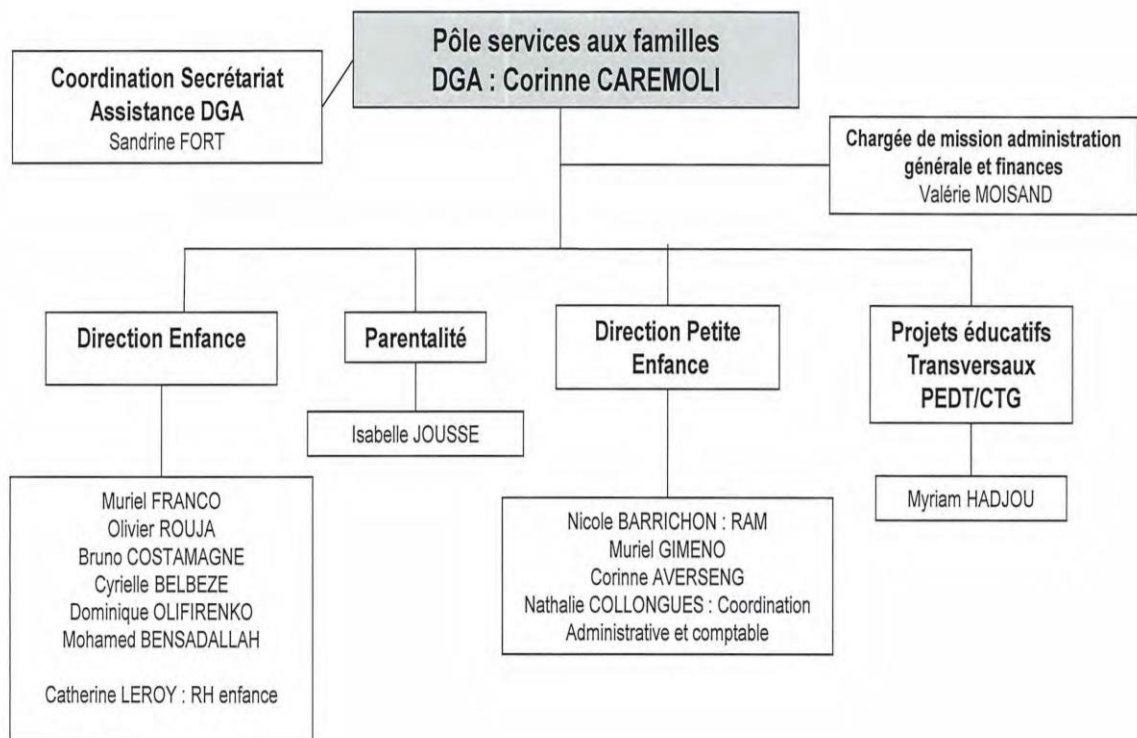 Pôle services aux familles
DGA : Corinne CAREMOLI
Coordination Secrétariat
Assistance DGA
Sandrine FORT
Chargée de mission administration
générale et finances
Valérie MOISAND
Direction Enfance
Parentalité
Direction Petite
Enfance
Projets éducatifs
Transversaux
PEDT/CTG
Isabelle JOUSSE
Muriel FRANCO
Olivier ROUJA
Bruno COSTAMAGNE
Cyrielle BELBEZE
Dominique OLIFIRENKO
Mohamed BENSADALLAH
Catherine LEROY : RH enfance
Nicole BARRICHON : RAM
Muriel GIMENO
Corinne AVERSENG
Nathalie COLLONGUES : Coordination
Administrative et comptable
Myriam HADJOU